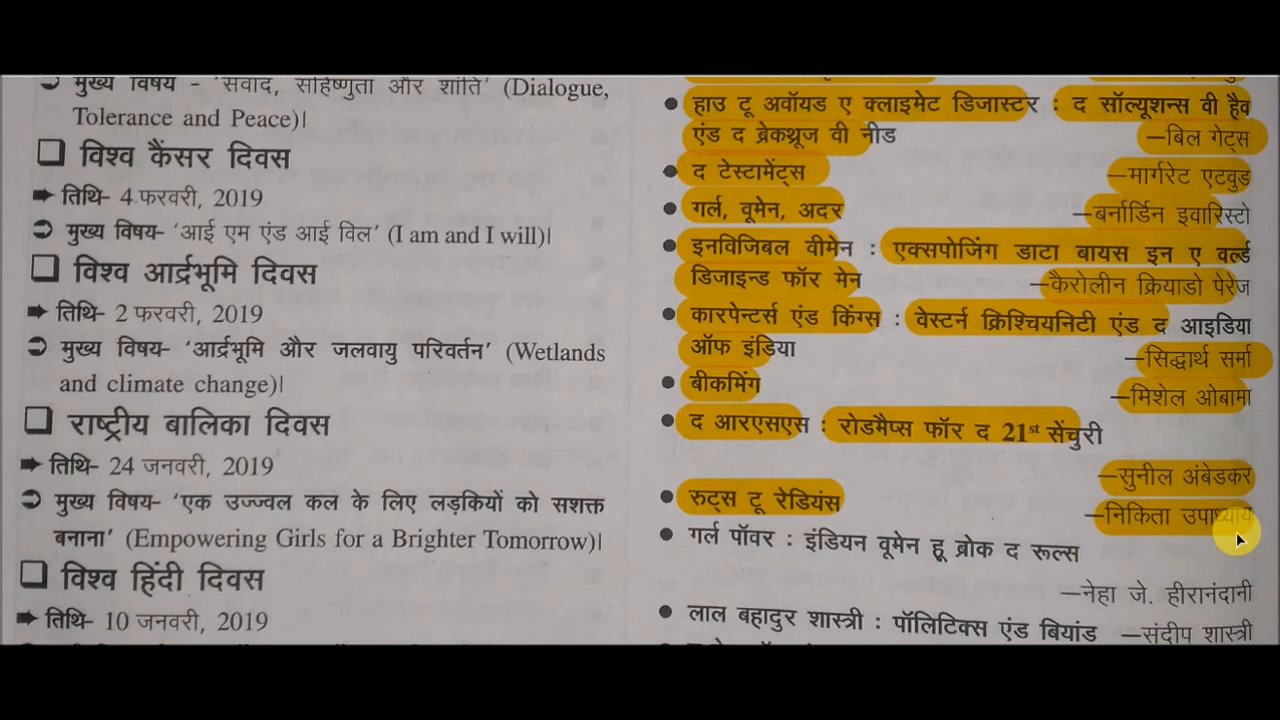 मुख्य विषय - 'संवाद, सहिष्णुता और शांति' (Dialogue,
Tolerance and Peace)|
विश्व कैंसर दिवस
तिथि- 4 फरवरी, 2019
मुख्य विषय- 'आई एम एंड आई विल' (I am and I will)|
विश्व आर्द्रभूमि दिवस
तिथि- 2 फरवरी, 2019
मुख्य विषय- 'आर्द्रभूमि और जलवायु परिवर्तन' (Wetlands
and climate change)|
राष्ट्रीय बालिका दिवस
तिथि- 24 जनवरी, 2019
मुख्य विषय- 'एक उज्ज्वल कल के लिए लड़कियों को सशक्त
बनाना' (Empowering Girls for a Brighter Tomorrow)|
विश्व हिंदी दिवस
तिथि- 10 जनवरी, 2019
हाउ टू अवॉयड ए क्लाइमेट डिजास्टर : द सॉल्यूशन्स वी हैव
एंड द ब्रेकथ्रूज वी नीड —बिल गेट्स
द टेस्टामेंट्स —मार्गरेट एटवुड
गर्ल, वूमेन, अदर —बर्नार्डिन इवारिस्टो
इनविजिबल वीमेन : एक्सपोजिंग डाटा बायस इन ए वर्ल्ड
डिजाइन्ड फॉर मेन —कैरोलीन क्रियाडो पेरेज
कारपेन्टर्स एंड किंग्स : वेस्टर्न क्रिश्चियनिटी एंड द आइडिया
ऑफ इंडिया —सिद्धार्थ सर्मा
बीकमिंग —मिशेल ओबामा
द आरएसएस : रोडमैप्स फॉर द 21st सेंचुरी
—सुनील अंबेडकर
रुट्स टू रेडियंस —निकिता उपाध्याय
गर्ल पॉवर : इंडियन वूमेन हू ब्रोक द रूल्स
—नेहा जे. हीरानंदानी
लाल बहादुर शास्त्री : पॉलिटिक्स एंड बियांड —संदीप शास्त्री